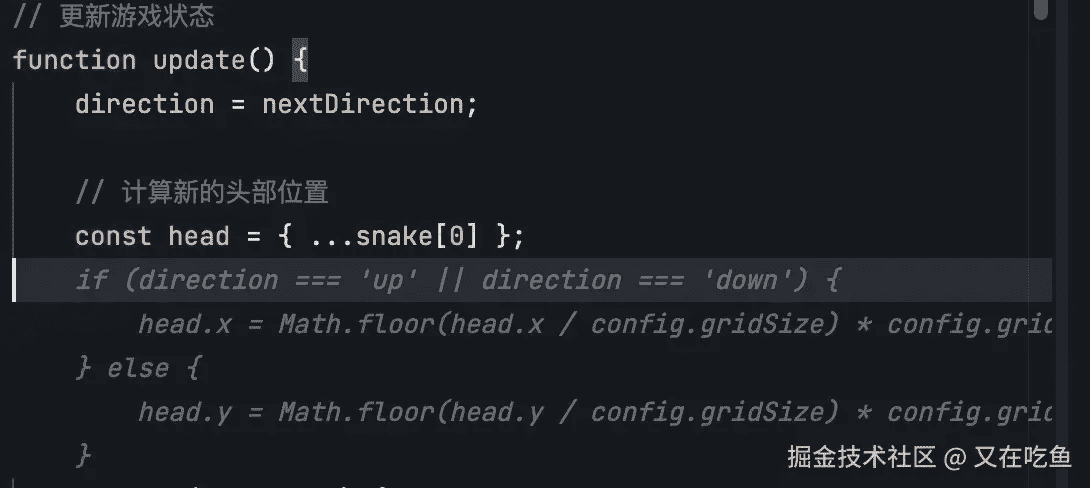 // 更新游戏状态
function update() {
    direction = nextDirection;

    // 计算新的头部位置
    const head = { ...snake[0] };
    if (direction === 'up' || direction === 'down') {
        head.x = Math.floor(head.x / config.gridSize) * config.grid
    } else {
        head.y = Math.floor(head.y / config.gridSize) * config.grid
    }
掘金技术社区 @ 又在吃鱼